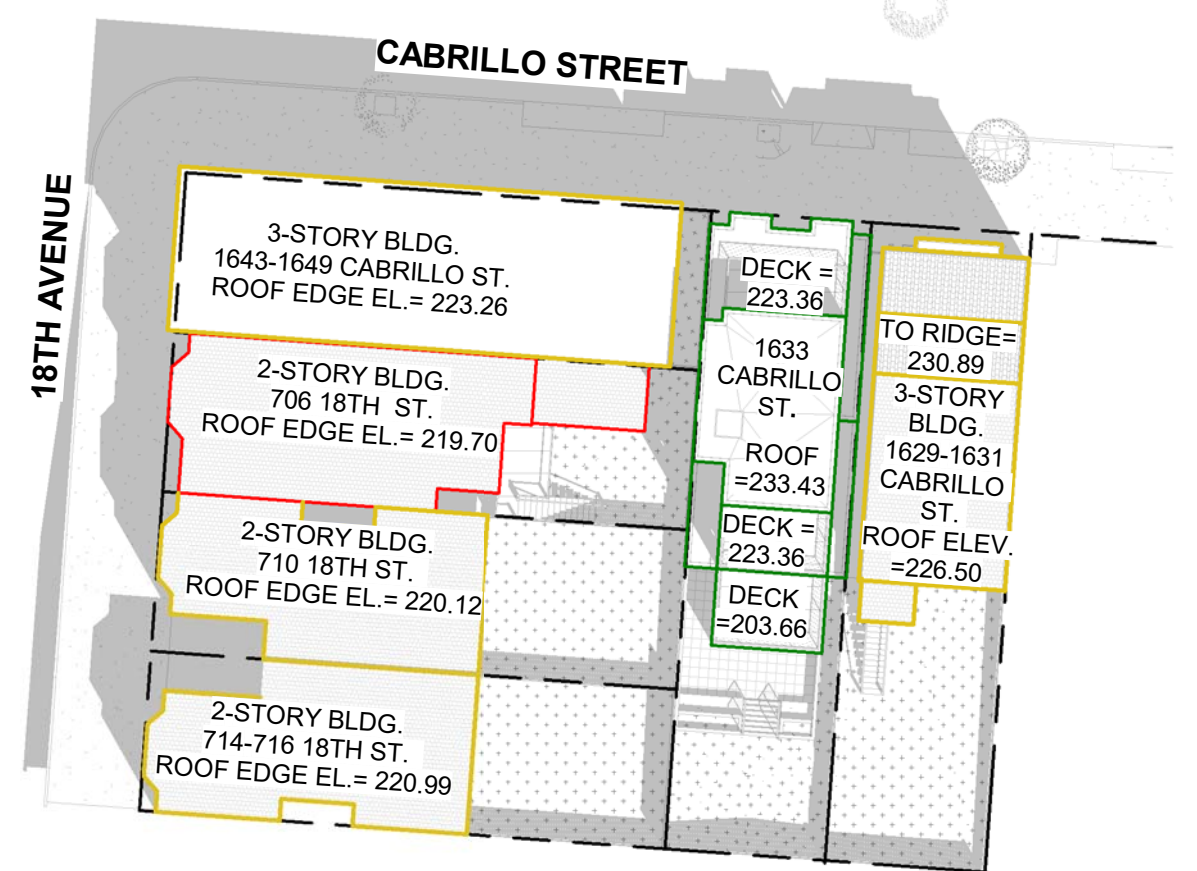 CABRILLO STREET
18TH AVENUE
3-STORY BLDG.
1643-1649 CABRILLO ST.
ROOF EDGE EL.= 223.26
2-STORY BLDG.
706 18TH  ST.
ROOF EDGE EL.= 219.70
2-STORY BLDG.
710 18TH ST.
ROOF EDGE EL.= 220.12
2-STORY BLDG.
714-716 18TH ST.
ROOF EDGE EL.= 220.99
DECK =
223.36
1633
CABRILLO
ST.
ROOF
=233.43
DECK =
223.36
DECK
=203.66
TO RIDGE=
230.89
3-STORY
BLDG.
1629-1631
CABRILLO
ST.
ROOF ELEV.
=226.50